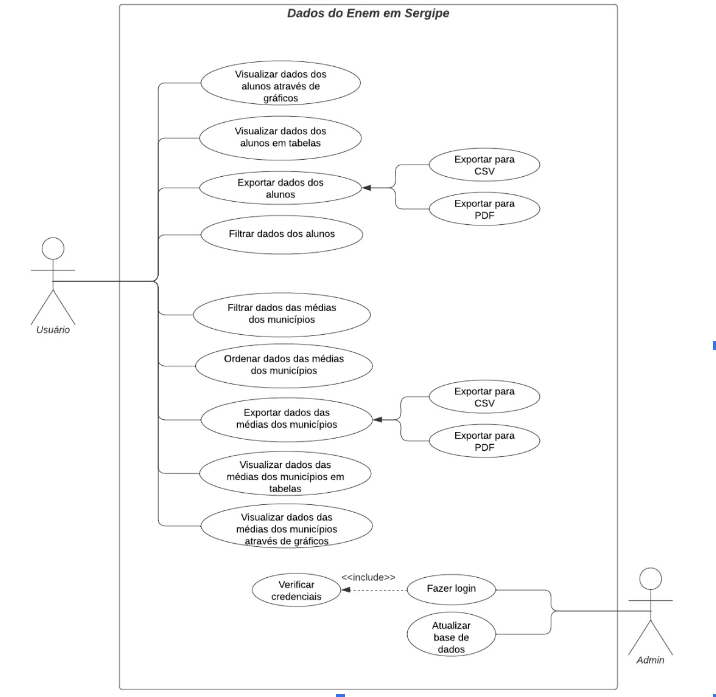 Dados do Enem em Sergipe
Visualizar dados dos
alunos através de
gráficos
Visualizar dados dos
alunos em tabelas
Exportar dados dos
alunos
Exportar para
CSV
Exportar para
PDF
Filtrar dados dos alunos
Usuário
Filtrar dados das médias
dos municípios
Ordenar dados das médias
dos municípios
Exportar dados das
médias dos municípios
Exportar para
CSV
Exportar para
PDF
Visualizar dados das
médias dos municípios em
tabelas
Visualizar dados das
médias dos municípios
através de gráficos
Verificar
credenciais
<<include>>
Fazer login
Atualizar
base de
dados
Admin